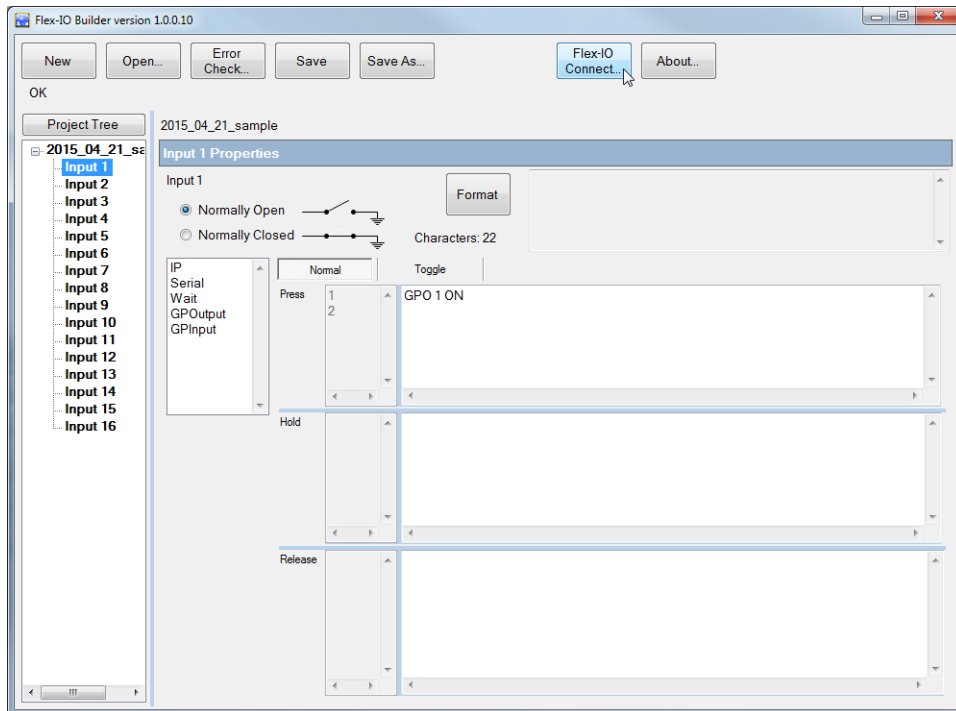 Flex-IO Builder version 1.0.0.10
New
Open...
Error
Check...
Save
Save As...
Flex-IO
Connect...
About...
OK
Project Tree
2015_04_21_sample
2015_04_21_sa
Input 1
Input 2
Input 3
Input 4
Input 5
Input 6
Input 7
Input 8
Input 9
Input 10
Input 11
Input 12
Input 13
Input 14
Input 15
Input 16
Input 1 Properties
Input 1
Normally Open
Normally Closed
Format
Characters: 22
IP
Serial
Wait
GPOutput
GPInput
Normal
Toggle
Press
1
2
GPO 1 ON
Hold
Release